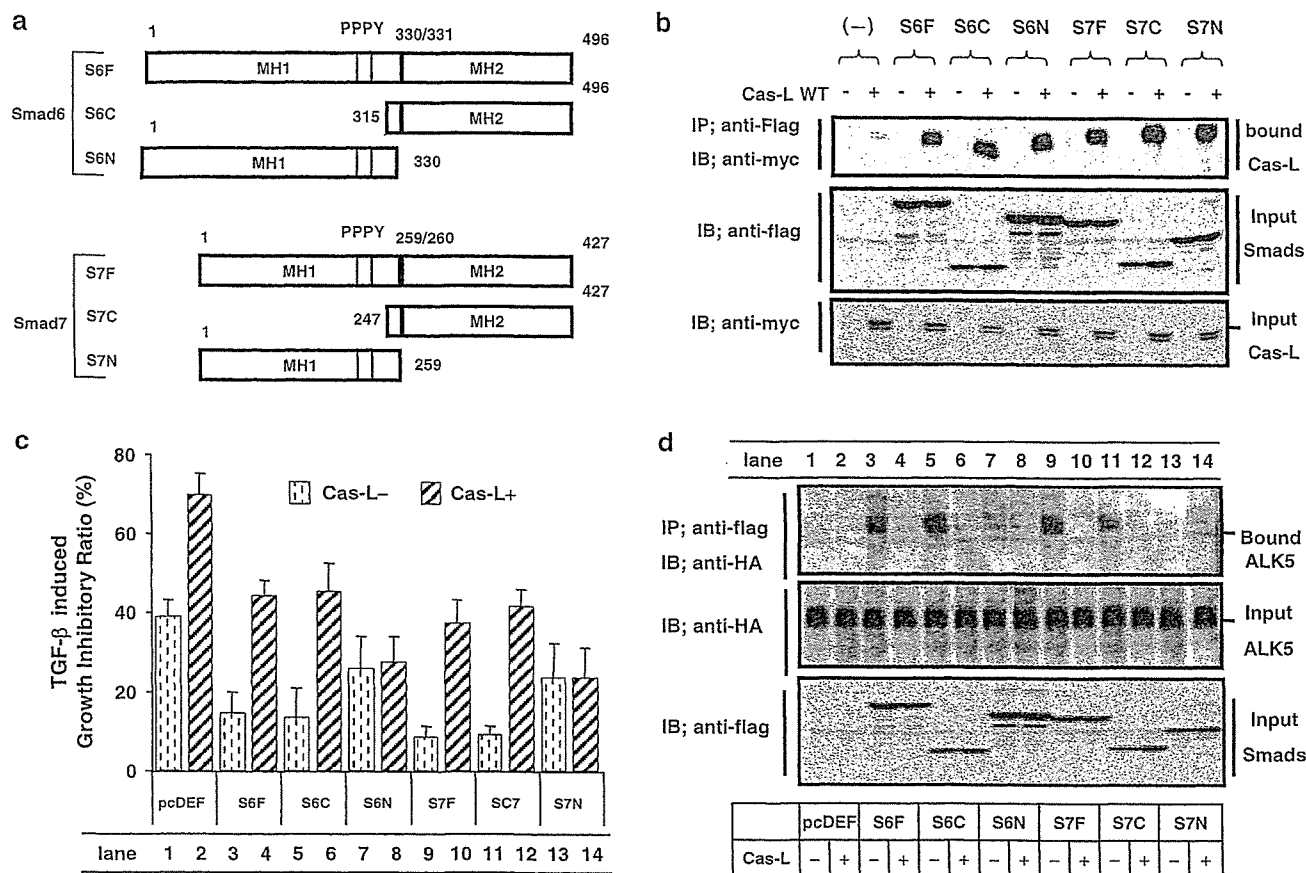 a
1
PPPY
330/331
496
S6F
MH1
MH2
496
Smad6
S6C
315
MH2
1
S6N
MH1
330
1
PPPY
259/260
427
S7F
MH1
MH2
427
Smad7
S7C
247
MH2
1
S7N
MH1
259
b
(–) S6F S6C S6N S7F S7C S7N
Cas-L WT - + - + - + - + - + - + - +
IP; anti-Flag
IB; anti-myc
bound
Cas-L
IB; anti-flag
Input
Smads
IB; anti-myc
Input
Cas-L
c
TGF-β induced
Growth Inhibitory Ratio (%)
80
60
40
20
0
Cas-L– Cas-L+
pcDEF S6F S6C S6N S7F SC7 S7N
lane 1 2 3 4 5 6 7 8 9 10 11 12 13 14
d
lane 1 2 3 4 5 6 7 8 9 10 11 12 13 14
IP; anti-flag
IB; anti-HA
Bound
ALK5
IB; anti-HA
Input
ALK5
IB; anti-flag
Input
Smads
pcDEF S6F S6C S6N S7F S7C S7N
Cas-L – + – + – + – + – + – + – +